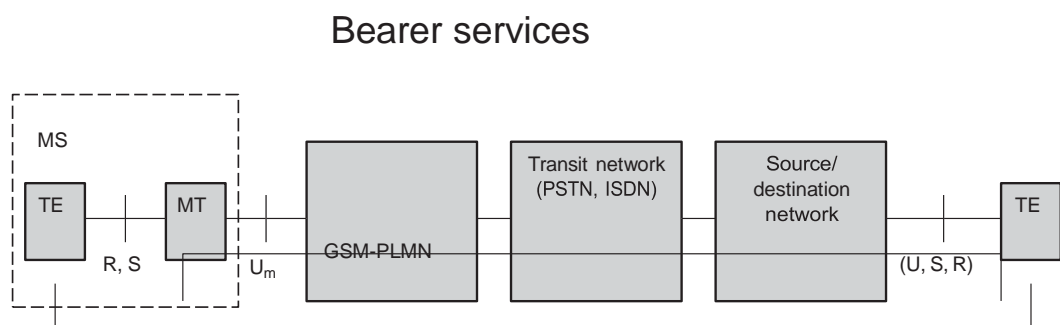 Bearer services
MS
TE
MT
R, S
Um
GSM-PLMN
Transit network
(PSTN, ISDN)
Source/
destination
network
(U, S, R)
TE